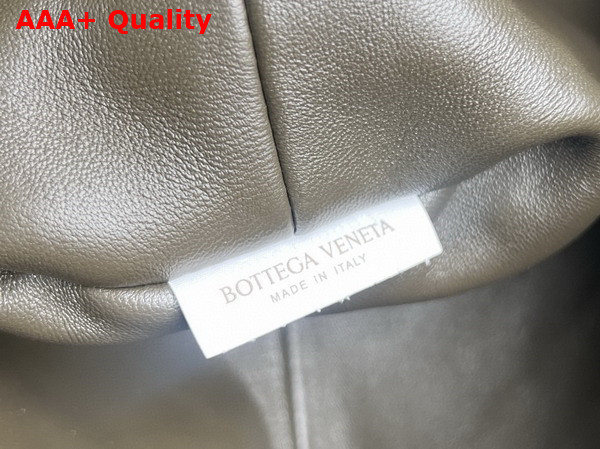 AAA+ Quality
BOTTEGA VENETA
MADE IN ITALY